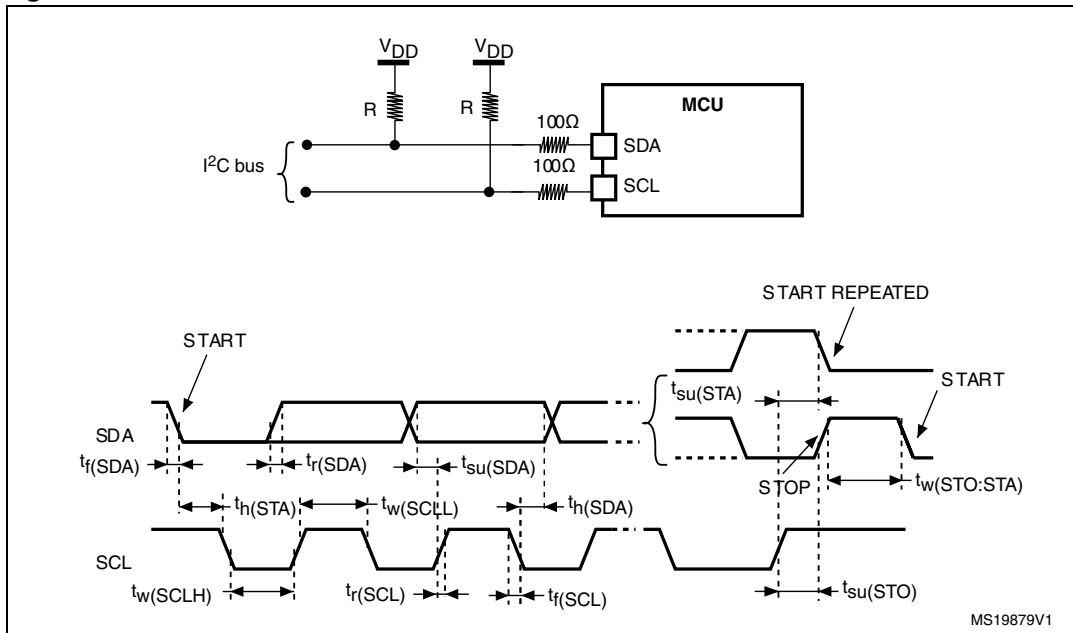 VDD
VDD
MCU
R
R
100Ω
SDA
100Ω
SCL
I²C bus
START REPEATED
START
START
tsu(STA)
SDA
tf(SDA)
tr(SDA)
tsu(SDA)
STOP
tw(STO:STA)
th(STA)
tw(SCLL)
th(SDA)
SCL
tw(SCLH)
tr(SCL)
tf(SCL)
tsu(STO)
MS19879V1